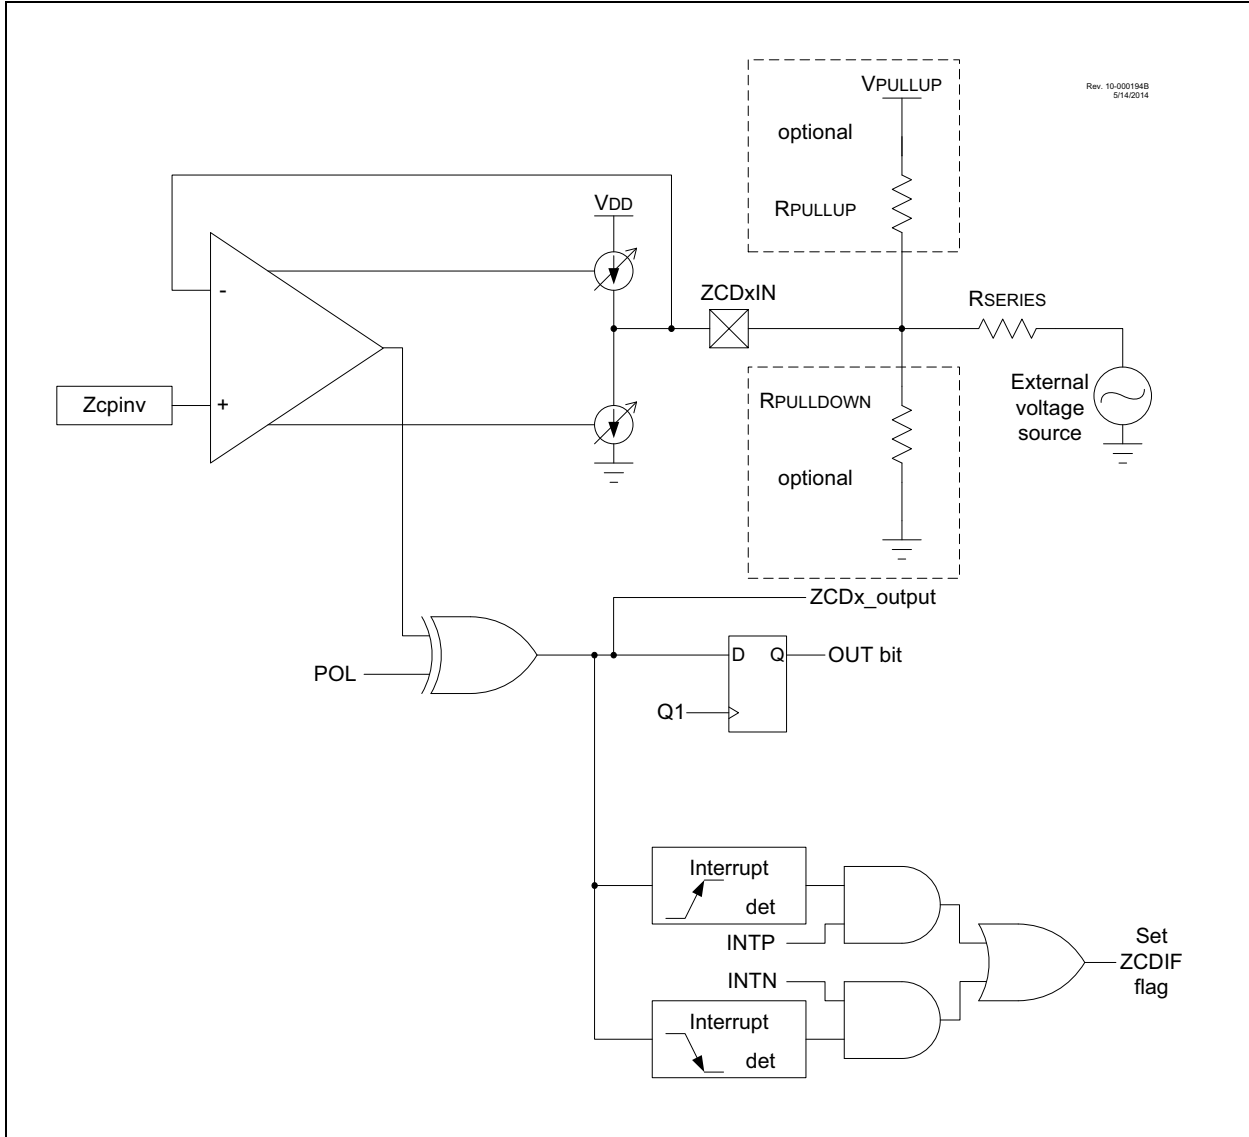 VPULLUP
optional
RPULLUP
Rev. 10-000194B
5/14/2014
VDD
ZCDxIN
RSERIES
-
Zcpinv
+
External
voltage
source
RPULLDOWN
optional
ZCDx_output
POL
D Q
OUT bit
Q1
Interrupt
det
INTP
INTN
Interrupt
det
Set
ZCDIF
flag